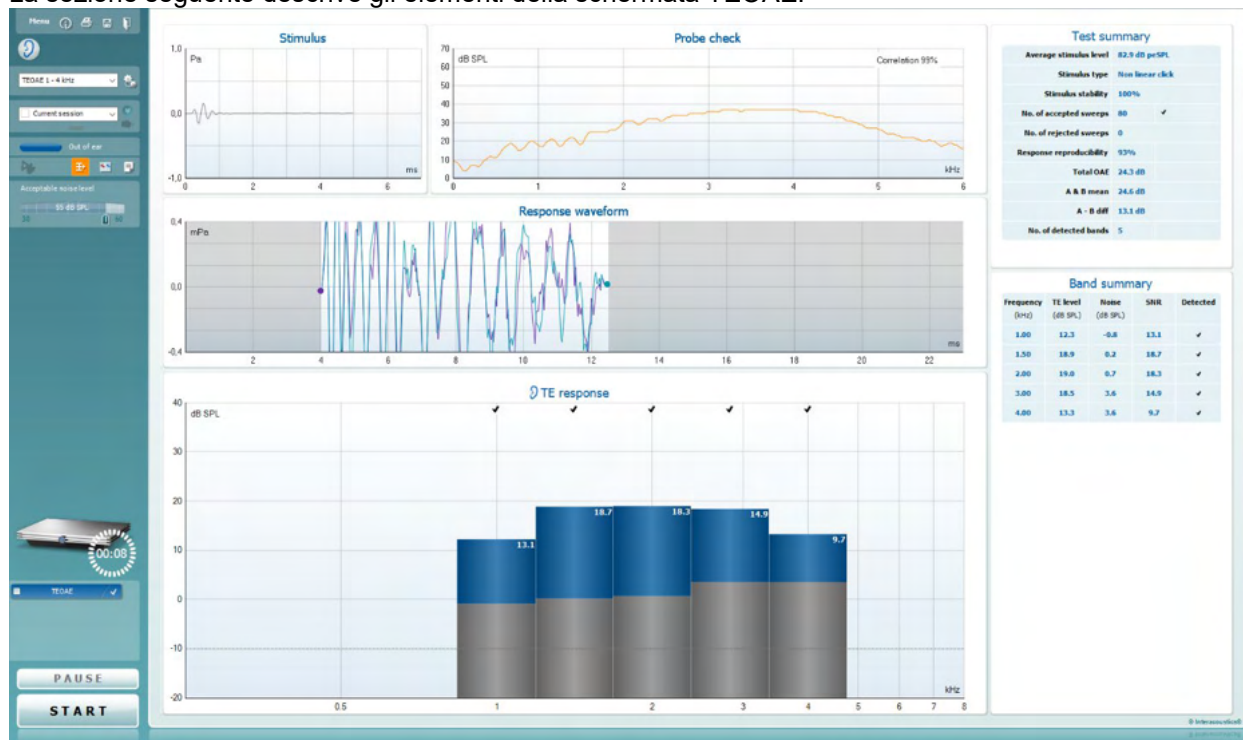 La sezione seguente descrive gli elementi della schermata TEOAE.
Menu
TEOAE 1 - 4 kHz
Current session
Out of ear
Acceptable noise level
55 dB SPL
30 60
00:08
TEOAE
PAUSE
START
Stimulus
1,0
Pa
0,0
-1,0
0 2 4 6
ms
Probe check
70
dB SPL
Correlation 99%
60
50
40
30
20
10
0
0 1 2 3 4 5 6
kHz
Response waveform
0,4
mPa
0,0
-0,4
2 4 6 8 10 12 14 16 18 20 22
ms
TE response
40
dB SPL
30
20
10
0
-10
-20
13.1 18.7 18.3 14.9 9.7
0.5 1 2 3 4 5 6 7 8
kHz
Test summary
Average stimulus level 82.9 dB peSPL
Stimulus type Non linear click
Stimulus stability 100%
No. of accepted sweeps 80 ✓
No. of rejected sweeps 0
Response reproducibility 93%
Total OAE 24.3 dB
A & B mean 24.6 dB
A - B diff 13.1 dB
No. of detected bands 5
Band summary
Frequency TE level Noise SNR Detected
(kHz) (dB SPL) (dB SPL)
1.00 12.3 -0.8 13.1 ✓
1.50 18.9 0.2 18.7 ✓
2.00 19.0 0.7 18.3 ✓
3.00 18.5 3.6 14.9 ✓
4.00 13.3 3.6 9.7 ✓